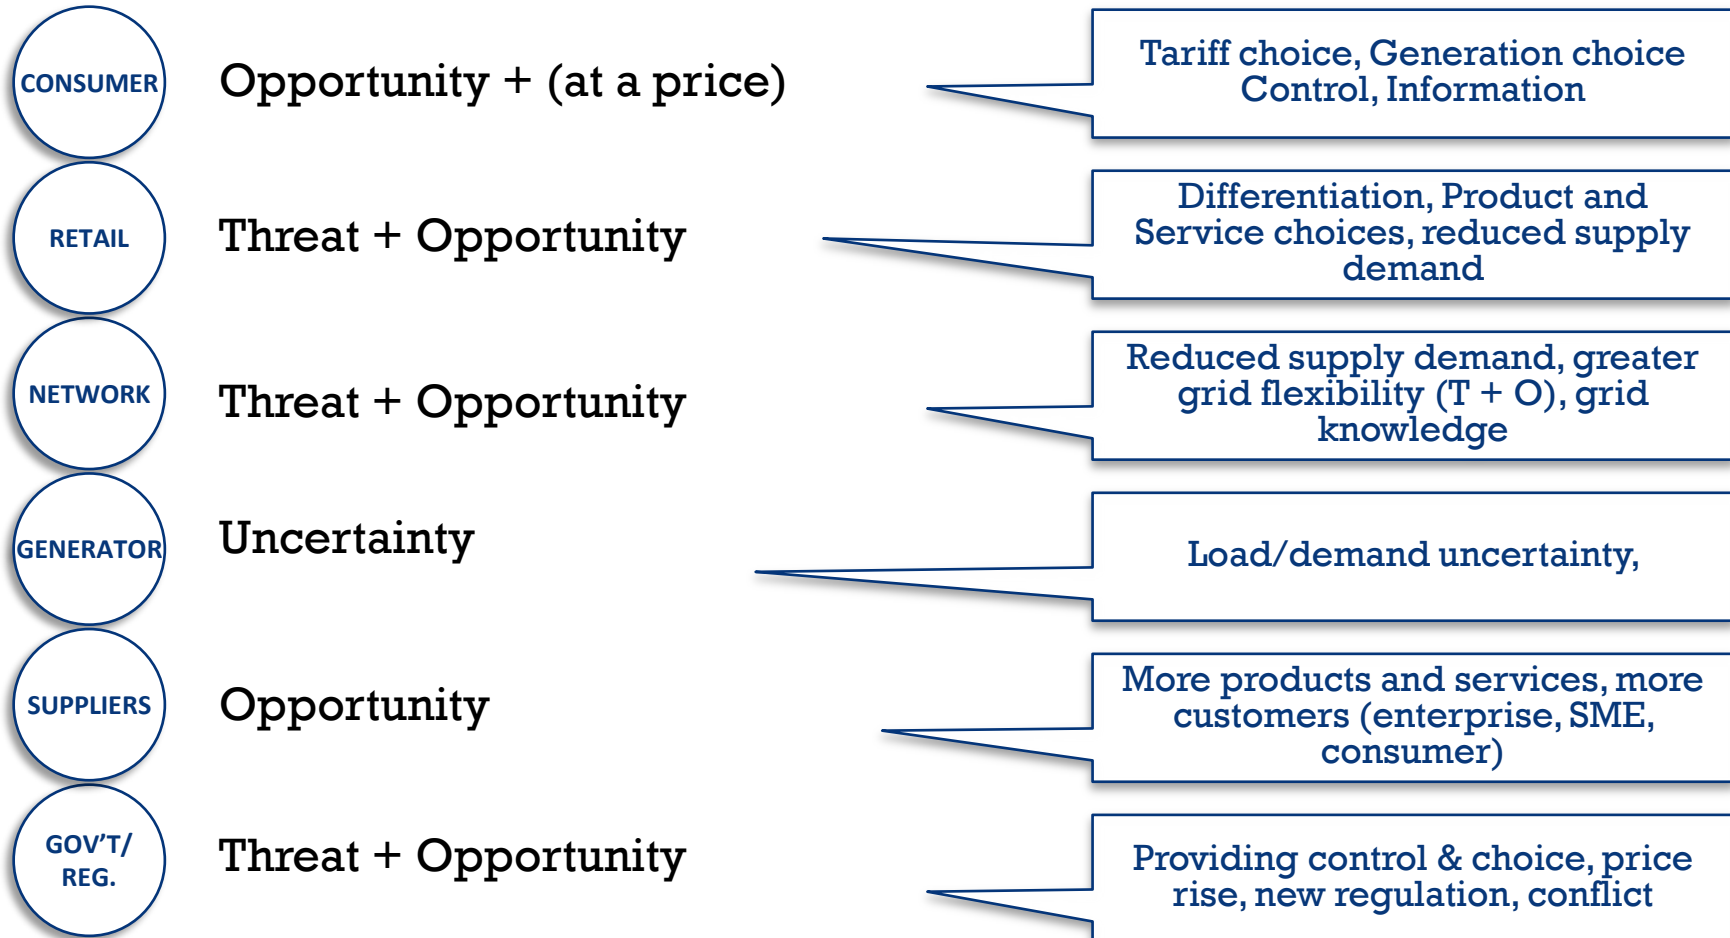 CONSUMER
Opportunity + (at a price)
Tariff choice, Generation choice
Control, Information
RETAIL
Threat + Opportunity
Differentiation, Product and
Service choices, reduced supply
demand
NETWORK
Threat + Opportunity
Reduced supply demand, greater
grid flexibility (T + O), grid
knowledge
GENERATOR
Uncertainty
Load/demand uncertainty,
SUPPLIERS
Opportunity
More products and services, more
customers (enterprise, SME,
consumer)
GOV’T/
REG.
Threat + Opportunity
Providing control & choice, price
rise, new regulation, conflict